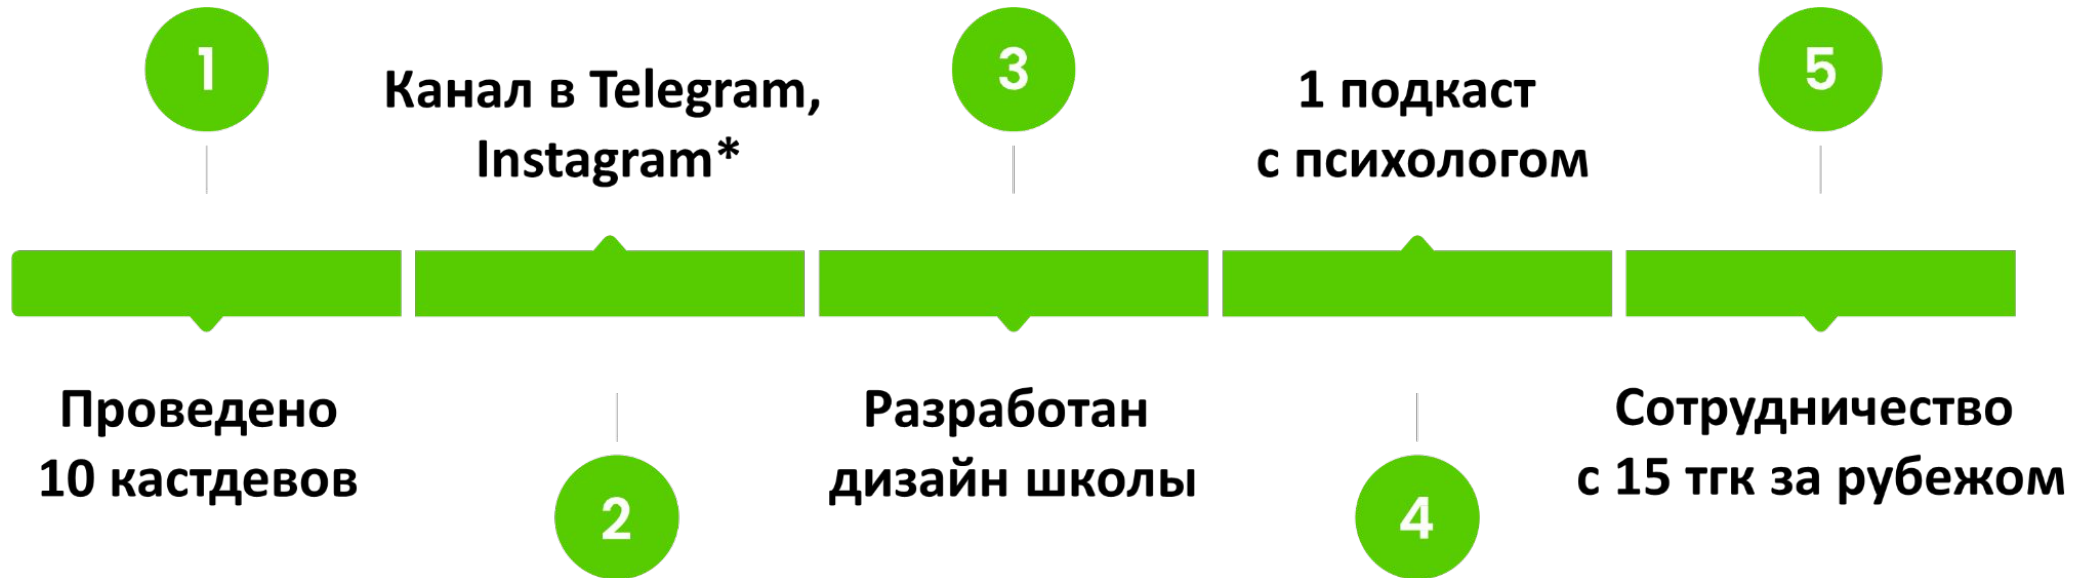 1
Проведено
10 кастдевов
Канал в Telegram,
Instagram*
2
3
Разработан
дизайн школы
1 подкаст
с психологом
4
5
Сотрудничество
с 15 тгк за рубежом